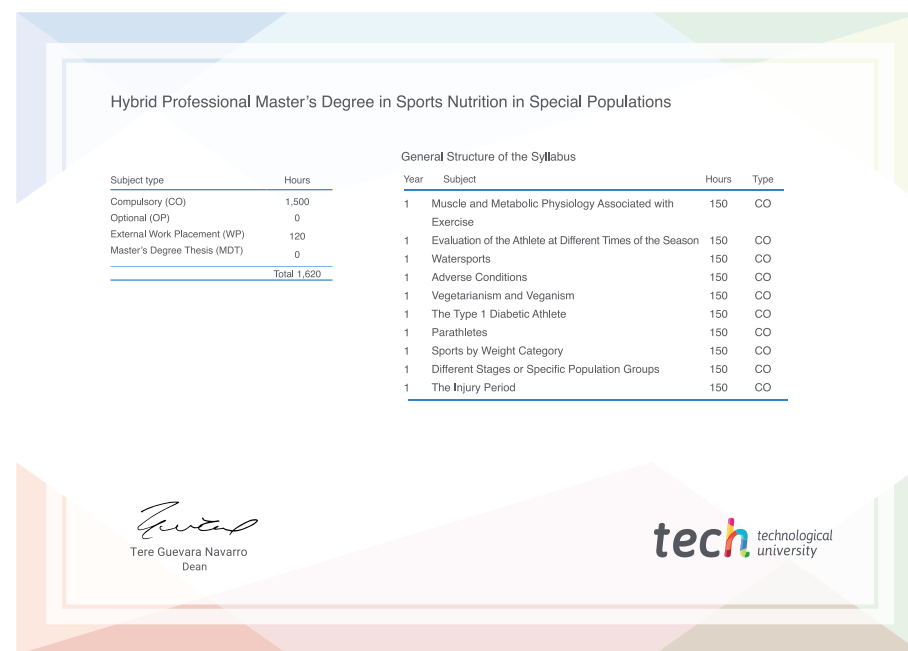 Hybrid Professional Master's Degree in Sports Nutrition in Special Populations
Subject type Hours
Compulsory (CO) 1,500
Optional (OP) 0
External Work Placement (WP) 120
Master's Degree Thesis (MDT) 0
Total 1,620
General Structure of the Syllabus
Year Subject Hours Type
1 Muscle and Metabolic Physiology Associated with 150 CO
Exercise
1 Evaluation of the Athlete at Different Times of the Season 150 CO
1 Watersports 150 CO
1 Adverse Conditions 150 CO
1 Vegetarianism and Veganism 150 CO
1 The Type 1 Diabetic Athlete 150 CO
1 Parathletes 150 CO
1 Sports by Weight Category 150 CO
1 Different Stages or Specific Population Groups 150 CO
1 The Injury Period 150 CO
Tere Guevara Navarro
Dean
tech technological
university